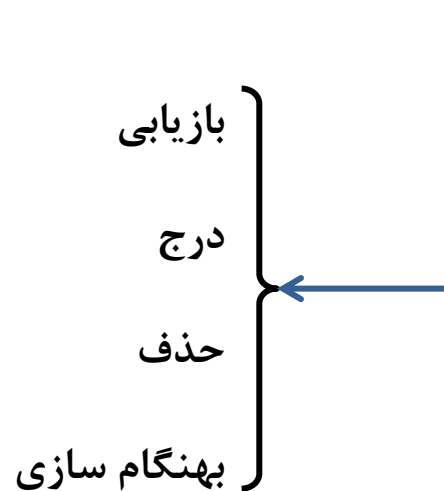 بازیابی
درج
حذف
بهنگام سازی